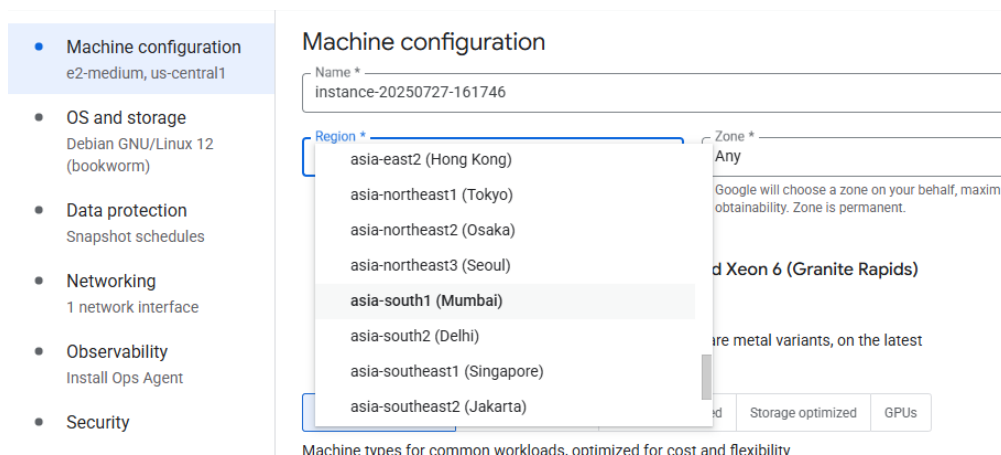 Machine configuration
e2-medium, us-central1
OS and storage
Debian GNU/Linux 12
(bookworm)
Data protection
Snapshot schedules
Networking
1 network interface
Observability
Install Ops Agent
Security
Machine configuration
Name *
instance-20250727-161746
Region *
asia-east2 (Hong Kong)
asia-northeast1 (Tokyo)
asia-northeast2 (Osaka)
asia-northeast3 (Seoul)
asia-south1 (Mumbai)
asia-south2 (Delhi)
asia-southeast1 (Singapore)
asia-southeast2 (Jakarta)
Zone *
Any
Google will choose a zone on your behalf, maxim
obtainability. Zone is permanent.
d Xeon 6 (Granite Rapids)
are metal variants, on the latest
ed
Storage optimized
GPUs
Machine types for common workloads, optimized for cost and flexibility